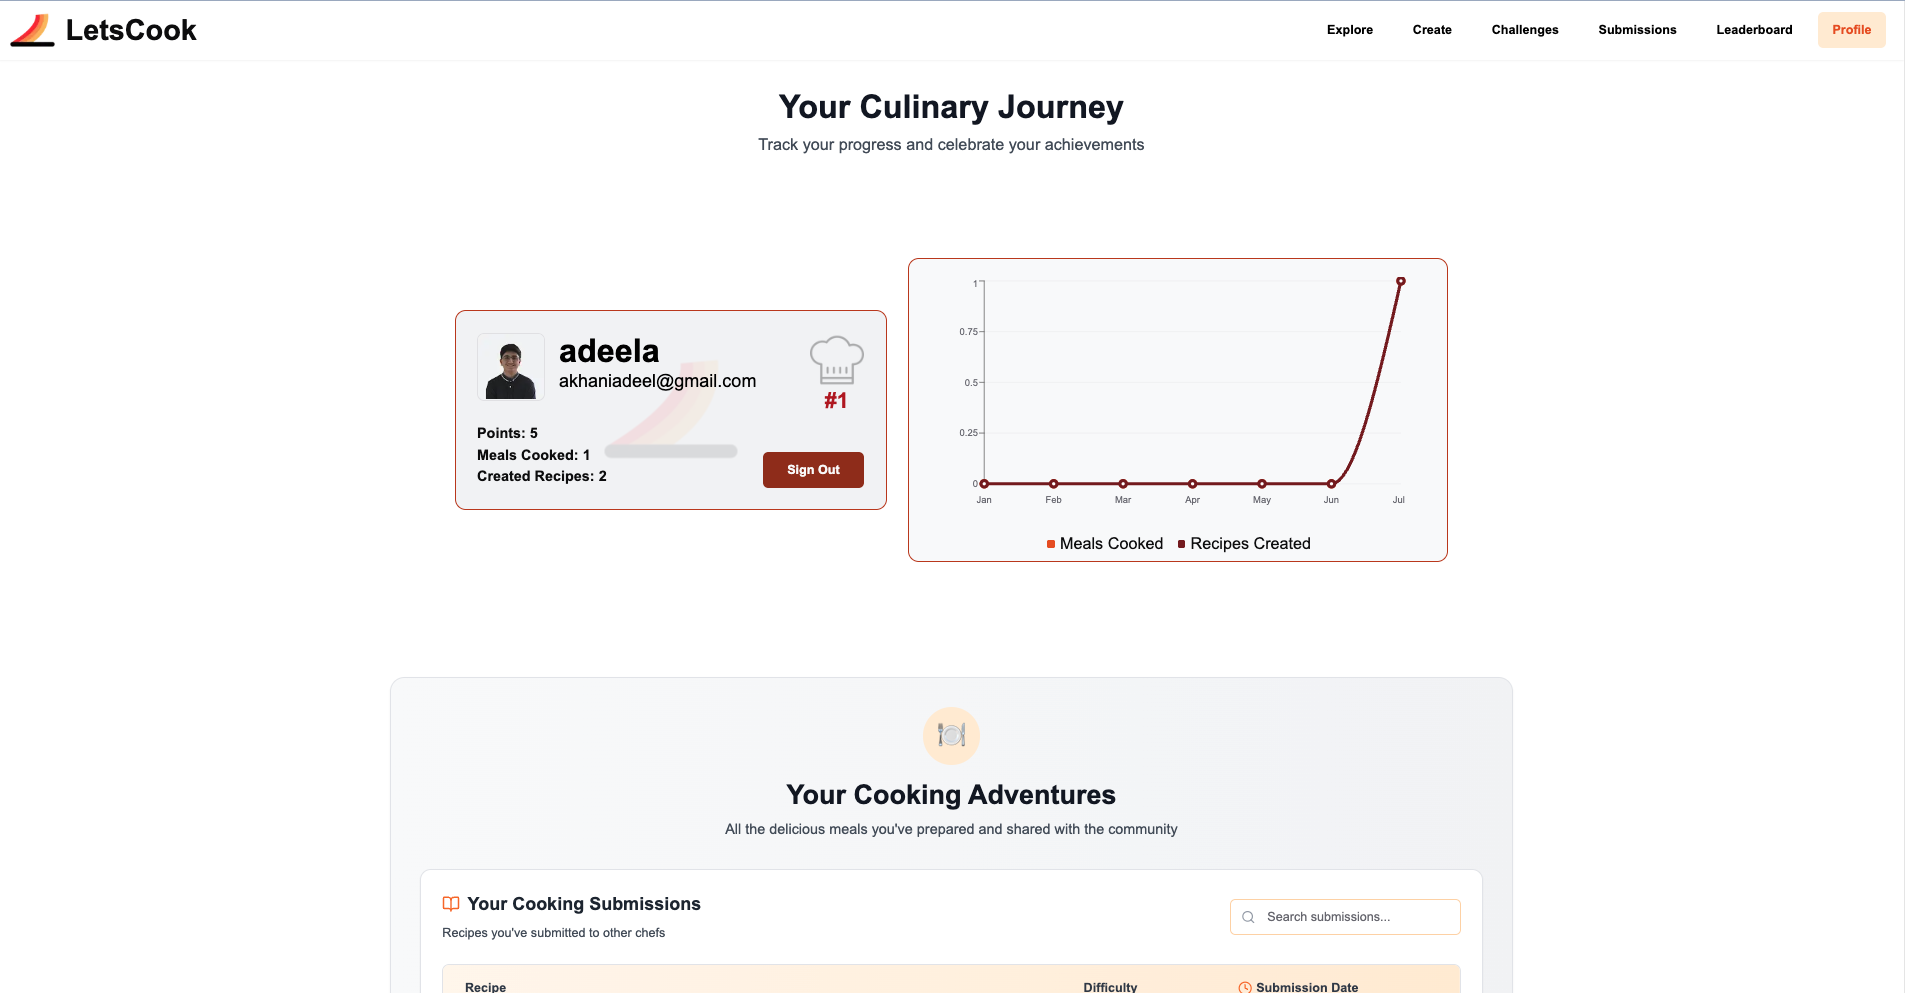 LetsCook
Explore Create Challenges Submissions Leaderboard Profile
Your Culinary Journey
Track your progress and celebrate your achievements
adeela
akhaniadeel@gmail.com
#1
Points: 5
Meals Cooked: 1
Created Recipes: 2
Sign Out
1
0.75
0.5
0.25
0
Jan Feb Mar Apr May Jun Jul
Meals Cooked Recipes Created
Your Cooking Adventures
All the delicious meals you've prepared and shared with the community
Your Cooking Submissions
Recipes you've submitted to other chefs
Search submissions...
Recipe Difficulty Submission Date